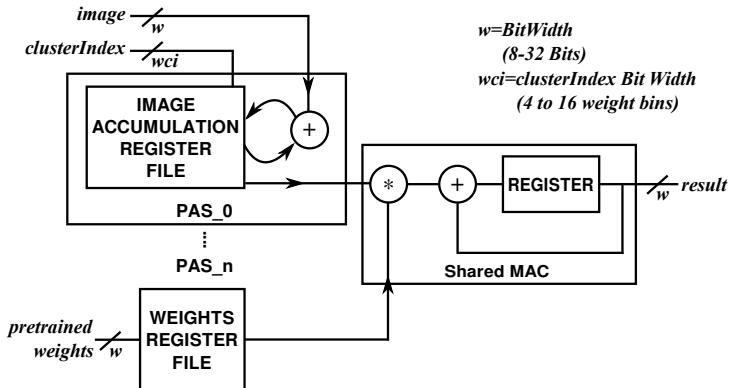 image
w
clusterIndex
wci
w=BitWidth
(8-32 Bits)
wci=clusterIndex Bit Width
(4 to 16 weight bins)
IMAGE
ACCUMULATION
REGISTER
FILE
+
PAS_0
PAS_n
*
+
REGISTER
w
result
Shared MAC
pretrained
weights
w
WEIGHTS
REGISTER
FILE